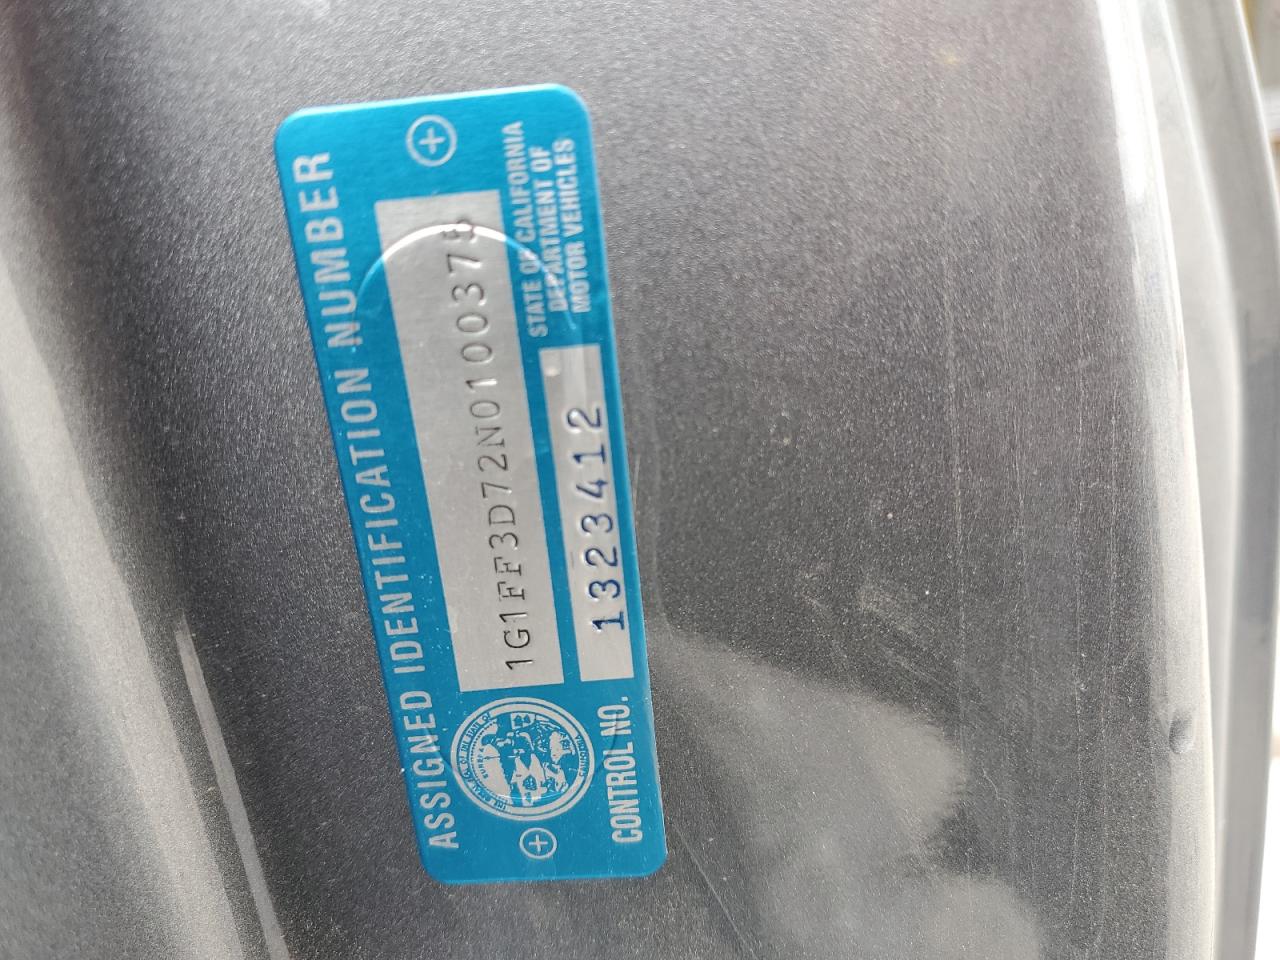 ASSIGNED IDENTIFICATION NUMBER
1G1FF3D72N0100375
STATE OF CALIFORNIA
DEPARTMENT OF
MOTOR VEHICLES
CONTROL NO.
1323412